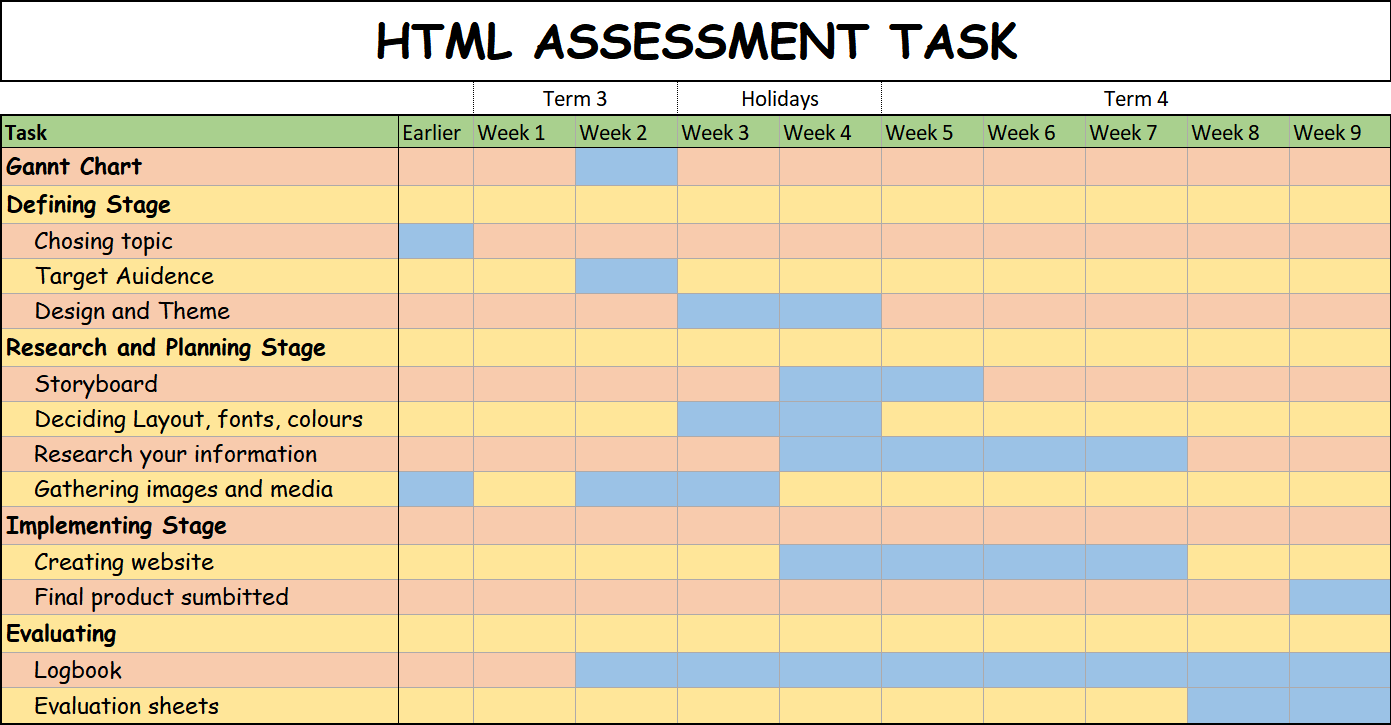 HTML ASSESSMENT TASK
Term 3 Holidays Term 4
Task Earlier Week 1 Week 2 Week 3 Week 4 Week 5 Week 6 Week 7 Week 8 Week 9
Gannt Chart
Defining Stage
Chosing topic
Target Auidence
Design and Theme
Research and Planning Stage
Storyboard
Deciding Layout, fonts, colours
Research your information
Gathering images and media
Implementing Stage
Creating website
Final product sumbitted
Evaluating
Logbook
Evaluation sheets